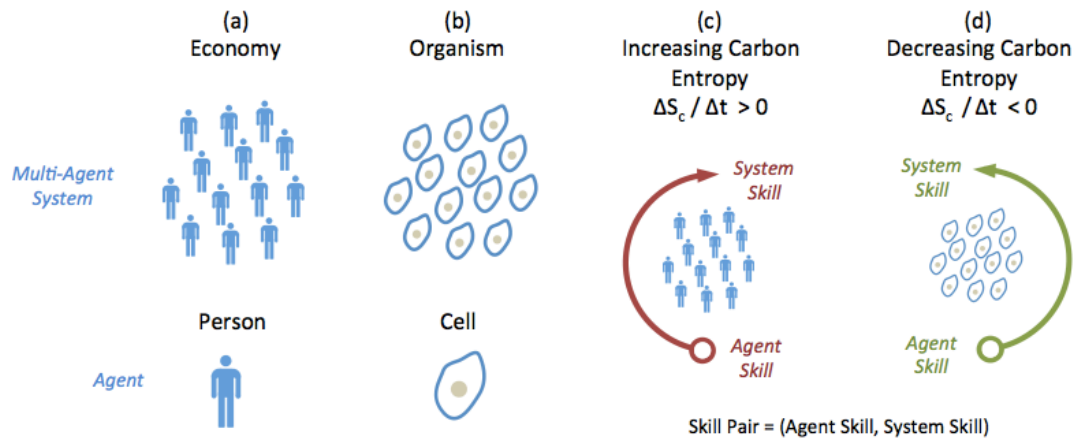 (a)
Economy
(b)
Organism
(c)
Increasing Carbon
Entropy
ΔSc / Δt > 0
(d)
Decreasing Carbon
Entropy
ΔSc / Δt < 0
Multi-Agent
System
System
Skill
System
Skill
Person
Cell
Agent
Agent
Skill
Agent
Skill
Skill Pair = (Agent Skill, System Skill)